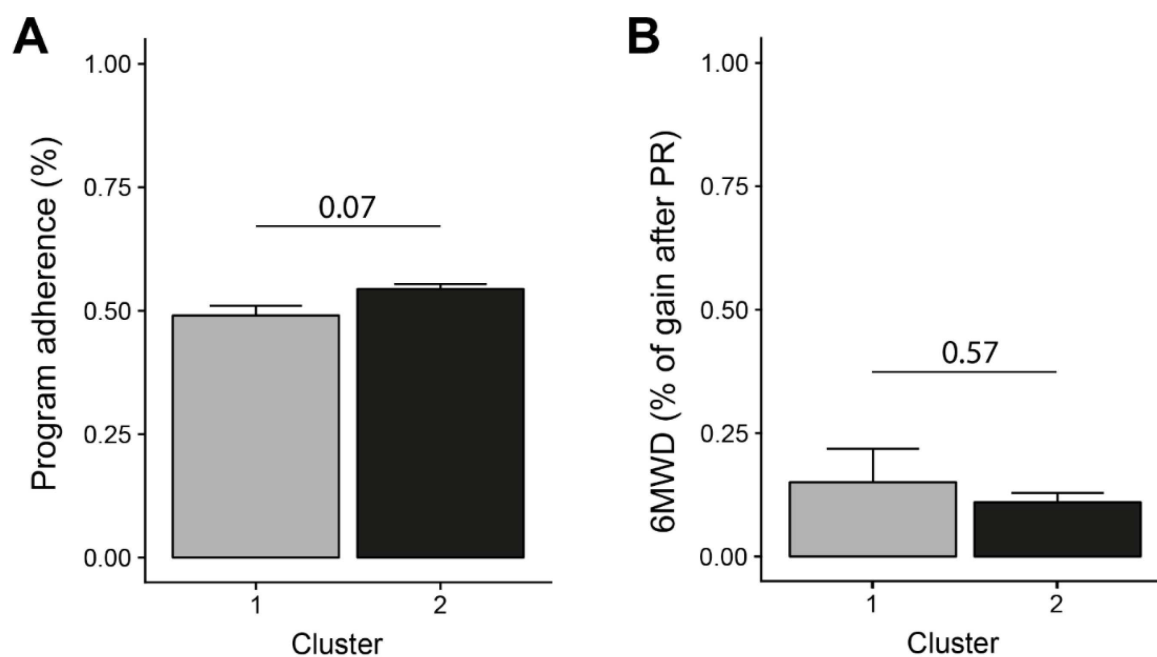 A
Program adherence (%)
1.00
0.75
0.50
0.25
0.00
0.07
1
2
Cluster
B
6MWD (% of gain after PR)
1.00
0.75
0.50
0.25
0.00
0.57
1
2
Cluster